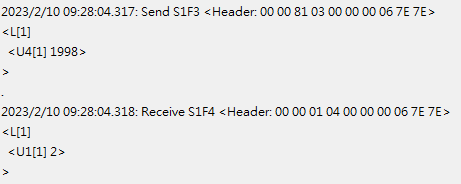 2023/2/10 09:28:04.317: Send S1F3 <Header: 00 00 81 03 00 00 00 06 7E 7E>
<L[1]
<U4[1] 1998>
>
.
2023/2/10 09:28:04.318: Receive S1F4 <Header: 00 00 01 04 00 00 00 06 7E 7E>
<L[1]
<U1[1] 2>
>